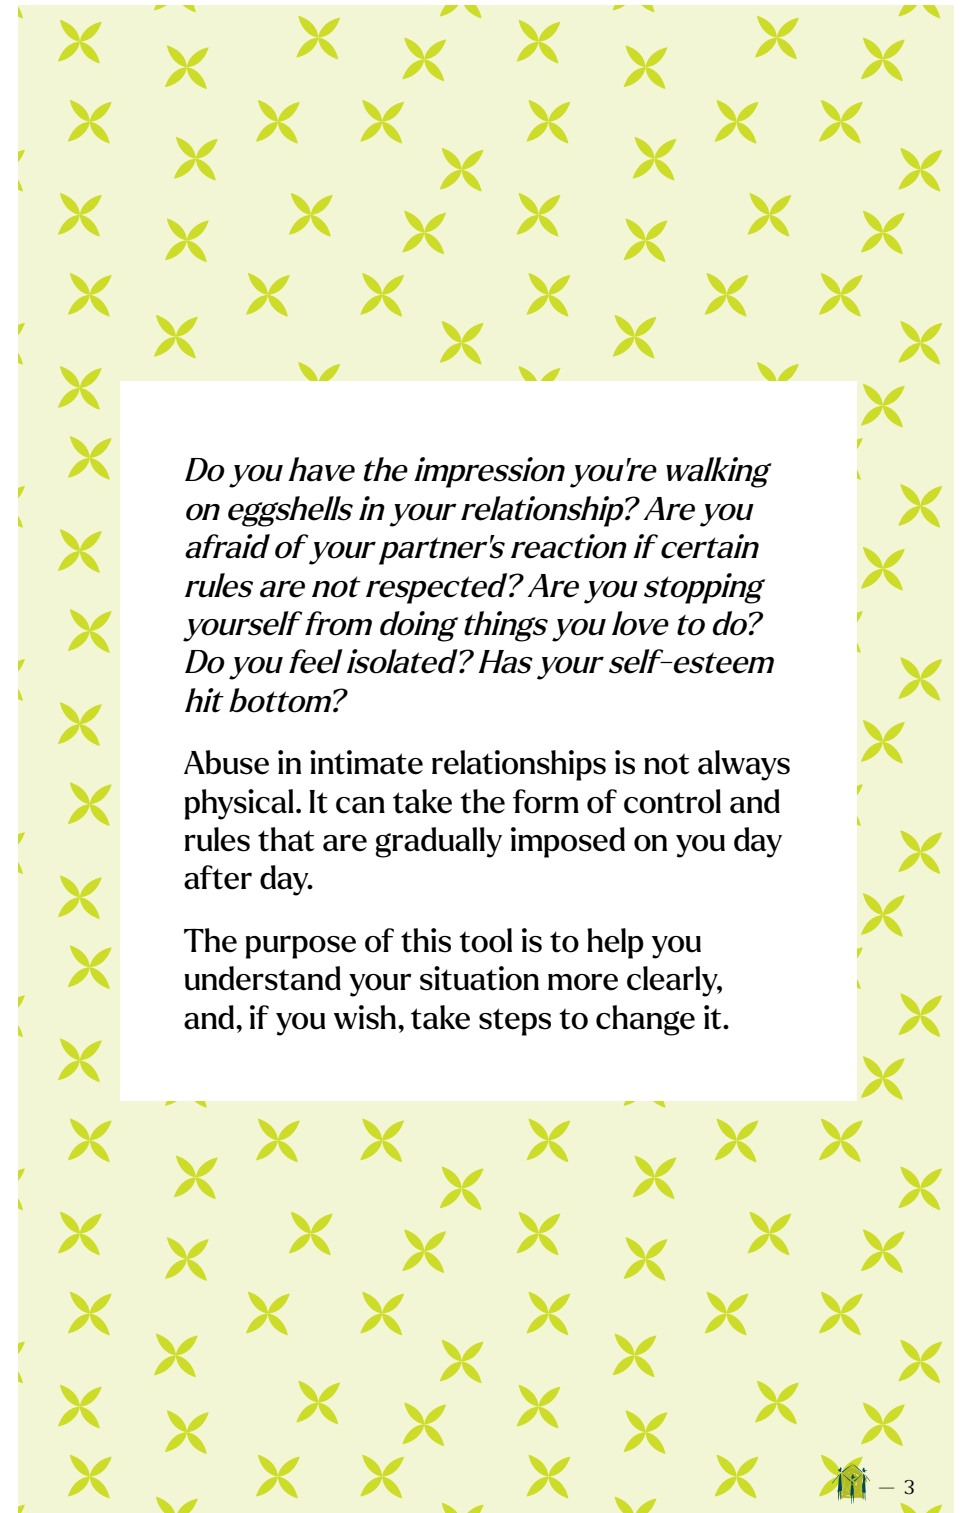 Do you have the impression you're walking
on eggshells in your relationship? Are you
afraid of your partner's reaction if certain
rules are not respected? Are you stopping
yourself from doing things you love to do?
Do you feel isolated? Has your self-esteem
hit bottom?
Abuse in intimate relationships is not always
physical. It can take the form of control and
rules that are gradually imposed on you day
after day.
The purpose of this tool is to help you
understand your situation more clearly,
and, if you wish, take steps to change it.
— 3